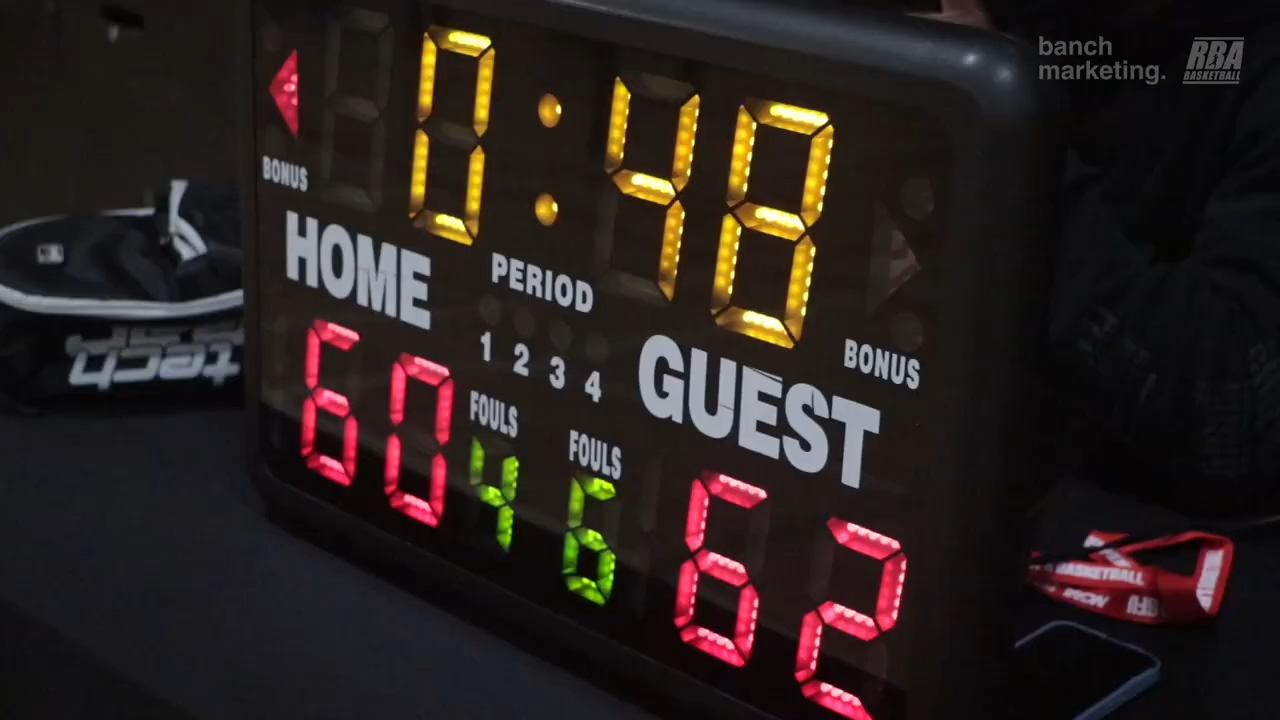 banch
marketing.
RBA
BASKETBALL
0:48
BONUS
HOME
PERIOD
1 2 3 4
GUEST
BONUS
60
FOULS
4
FOULS
6
62
tech
BASKETBALL